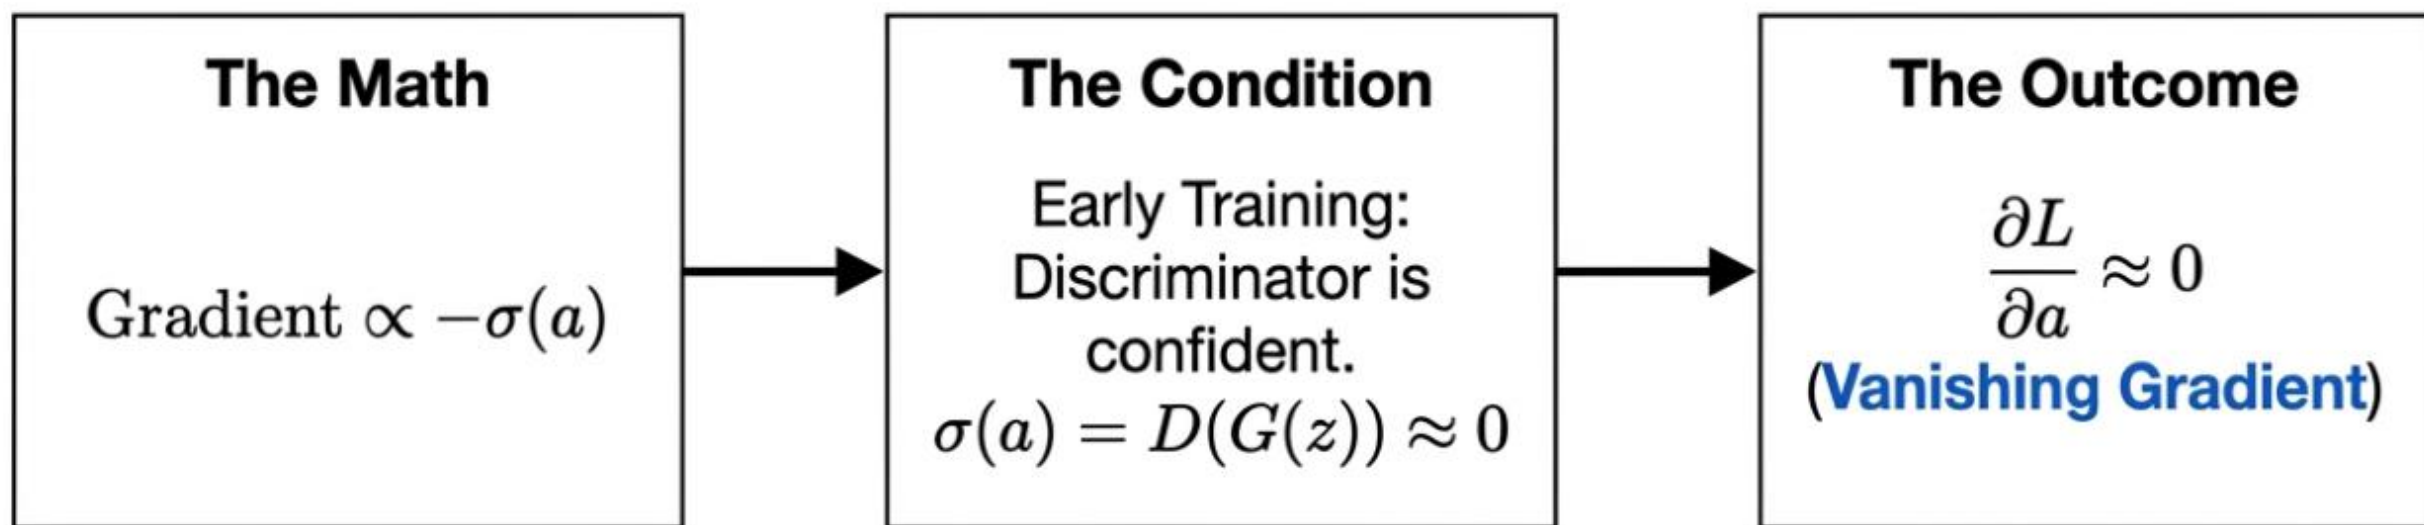 The Math
Gradient ∝ −σ(a)
The Condition
Early Training:
Discriminator is
confident.
σ(a) = D(G(z)) ≈ 0
The Outcome
∂L
∂a
≈ 0
(Vanishing Gradient)